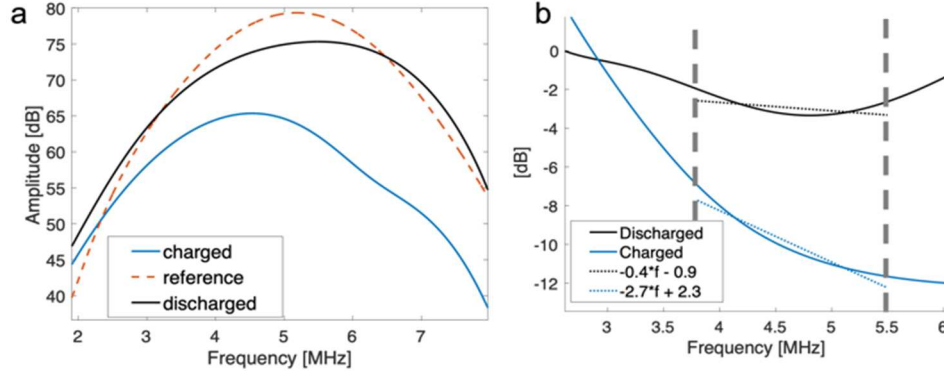 a
80
75
70
65
60
55
50
45
40
Amplitude [dB]
charged
reference
discharged
2
3
4
5
6
7
Frequency [MHz]
b
0
-2
-4
-6
-8
-10
-12
[dB]
Discharged
Charged
-0.4*f - 0.9
-2.7*f + 2.3
3
3.5
4
4.5
5
5.5
6
Frequency [MHz]